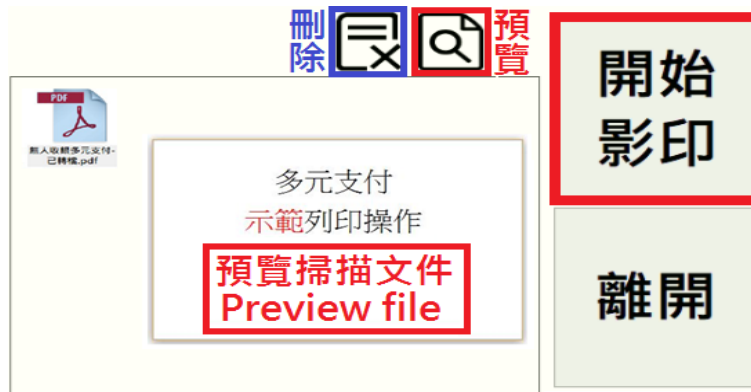 刪除
預覽
PDF
無人收銀多元支付-
已轉檔.pdf
多元支付
示範列印操作
預覽掃描文件
Preview file
開始
影印
離開